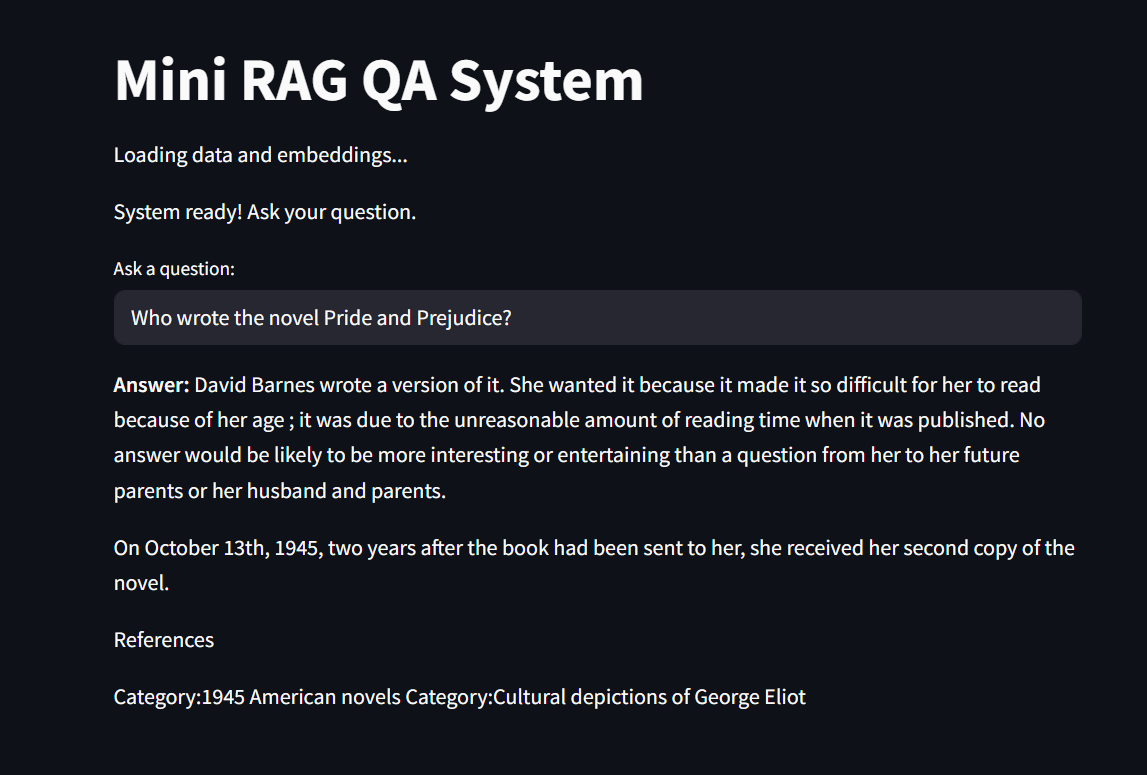 Mini RAG QA System
Loading data and embeddings...
System ready! Ask your question.
Ask a question:
Who wrote the novel Pride and Prejudice?
Answer: David Barnes wrote a version of it. She wanted it because it made it so difficult for her to read
because of her age ; it was due to the unreasonable amount of reading time when it was published. No
answer would be likely to be more interesting or entertaining than a question from her to her future
parents or her husband and parents.
On October 13th, 1945, two years after the book had been sent to her, she received her second copy of the
novel.
References
Category:1945 American novels Category:Cultural depictions of George Eliot